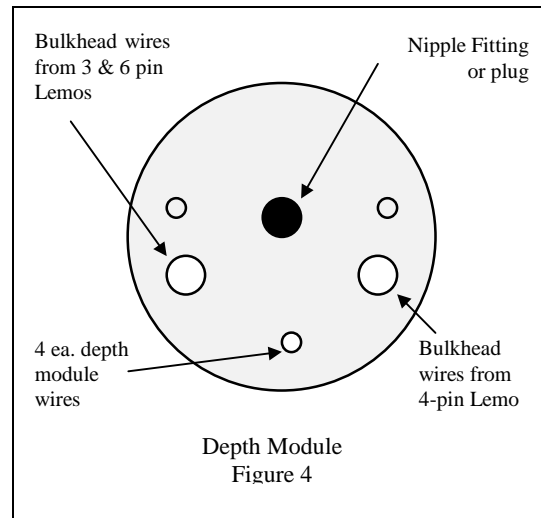 Bulkhead wires
from 3 & 6 pin
Lemos
Nipple Fitting
or plug
4 ea. depth
module
wires
Bulkhead
wires from
4-pin Lemo
Depth Module
Figure 4